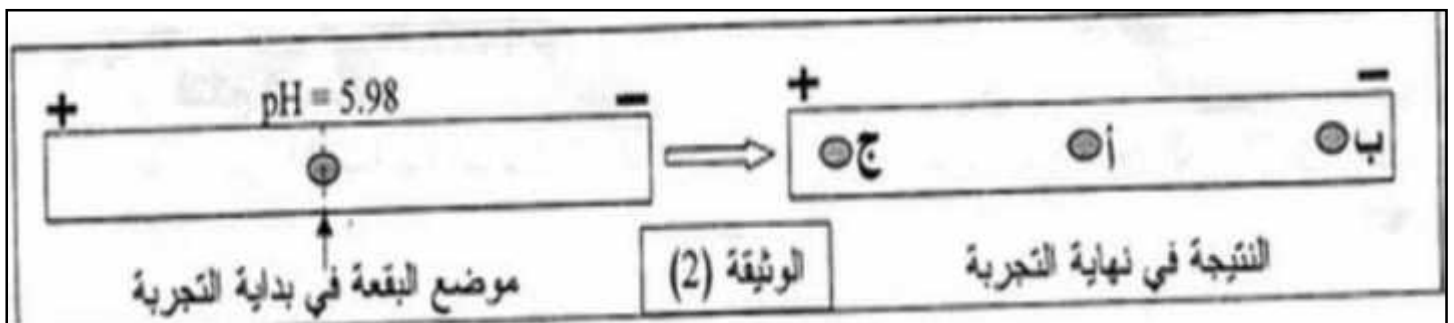 + pH = 5.98 −
+ −
ج أ ب
موضع البقعة في بداية التجربة
الوثيقة (2)
النتيجة في نهاية التجربة